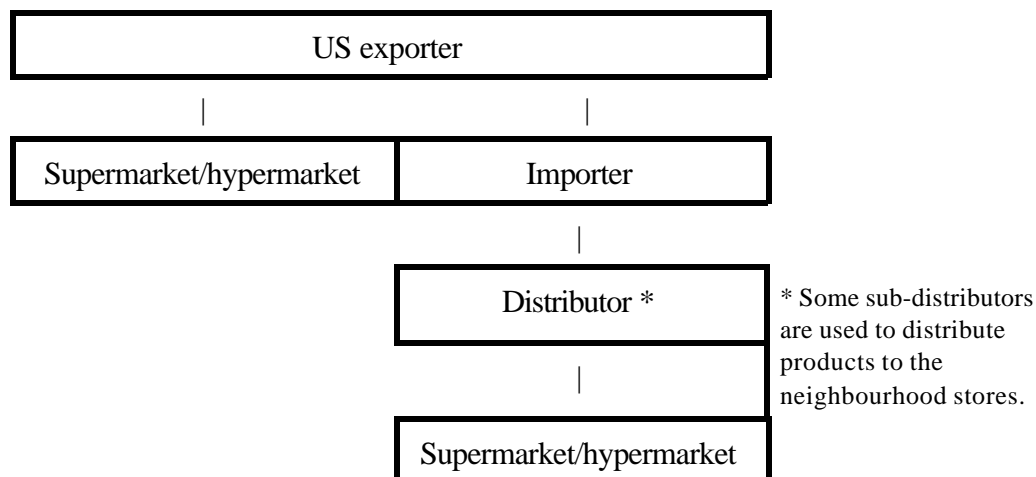 US exporter
Supermarket/hypermarket
Importer
Distributor *
* Some sub-distributors
are used to distribute
products to the
neighbourhood stores.
Supermarket/hypermarket